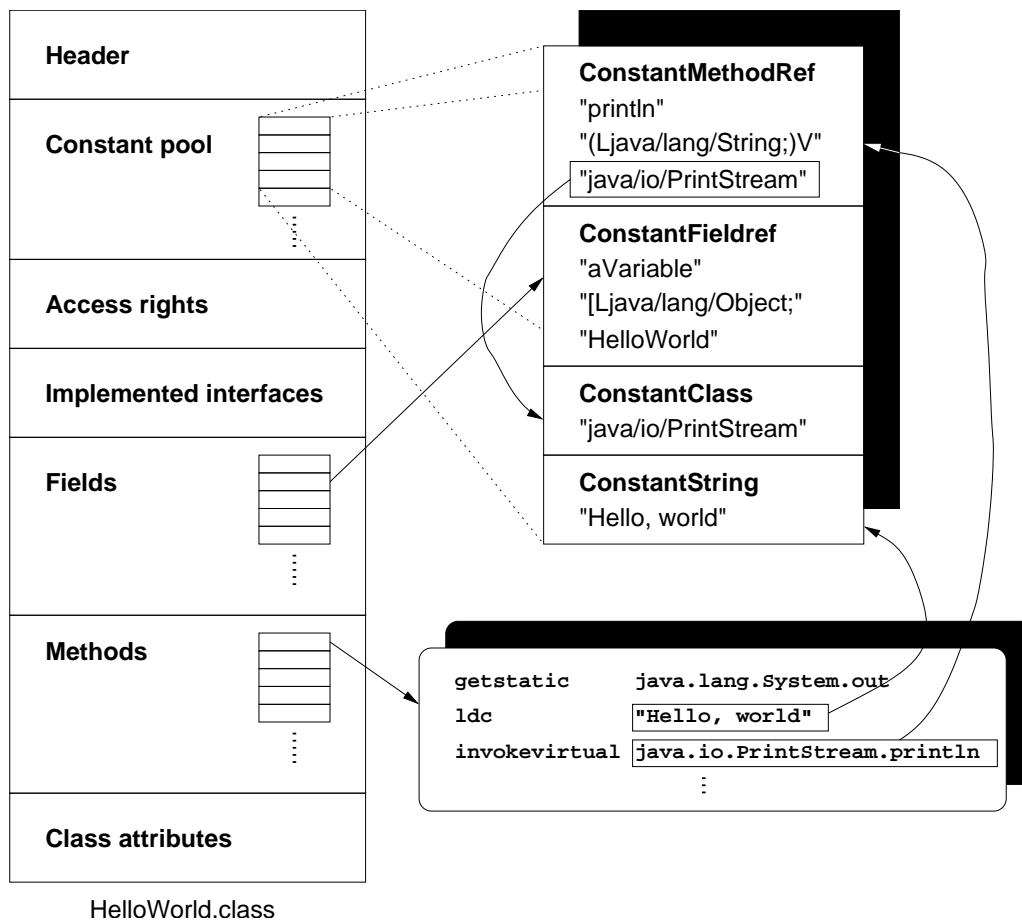 Header
Constant pool
Access rights
Implemented interfaces
Fields
Methods
Class attributes
HelloWorld.class
ConstantMethodRef
"println"
"(Ljava/lang/String;)V"
"java/io/PrintStream"
ConstantFieldref
"aVariable"
"[Ljava/lang/Object;"
"HelloWorld"
ConstantClass
"java/io/PrintStream"
ConstantString
"Hello, world"
getstatic java.lang.System.out
ldc "Hello, world"
invokevirtual java.io.PrintStream.println